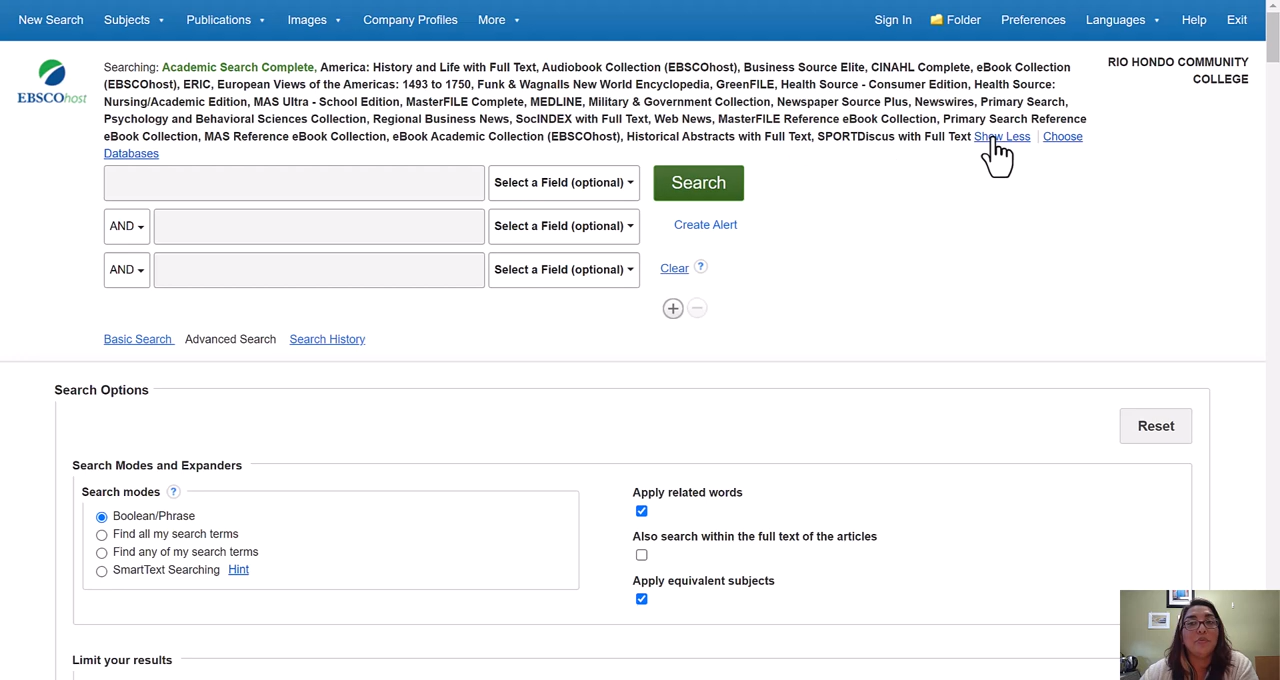 New Search Subjects Publications Images Company Profiles More Sign In Folder Preferences Languages Help Exit
EBSCOhost
Searching: Academic Search Complete, America: History and Life with Full Text, Audiobook Collection (EBSCOhost), Business Source Elite, CINAHL Complete, eBook Collection
(EBSCOhost), ERIC, European Views of the Americas: 1493 to 1750, Funk & Wagnalls New World Encyclopedia, GreenFILE, Health Source - Consumer Edition, Health Source:
Nursing/Academic Edition, MAS Ultra - School Edition, MasterFILE Complete, MEDLINE, Military & Government Collection, Newspaper Source Plus, Newswires, Primary Search,
Psychology and Behavioral Sciences Collection, Regional Business News, SocINDEX with Full Text, Web News, MasterFILE Reference eBook Collection, Primary Search Reference
eBook Collection, MAS Reference eBook Collection, eBook Academic Collection (EBSCOhost), Historical Abstracts with Full Text, SPORTDiscus with Full Text Show Less Choose
Databases
RIO HONDO COMMUNITY
COLLEGE
Select a Field (optional) Search
AND Select a Field (optional) Create Alert
AND Select a Field (optional) Clear ?
Basic Search Advanced Search Search History
Search Options
Reset
Search Modes and Expanders
Search modes ?
Boolean/Phrase
Find all my search terms
Find any of my search terms
SmartText Searching Hint
Apply related words
Also search within the full text of the articles
Apply equivalent subjects
Limit your results